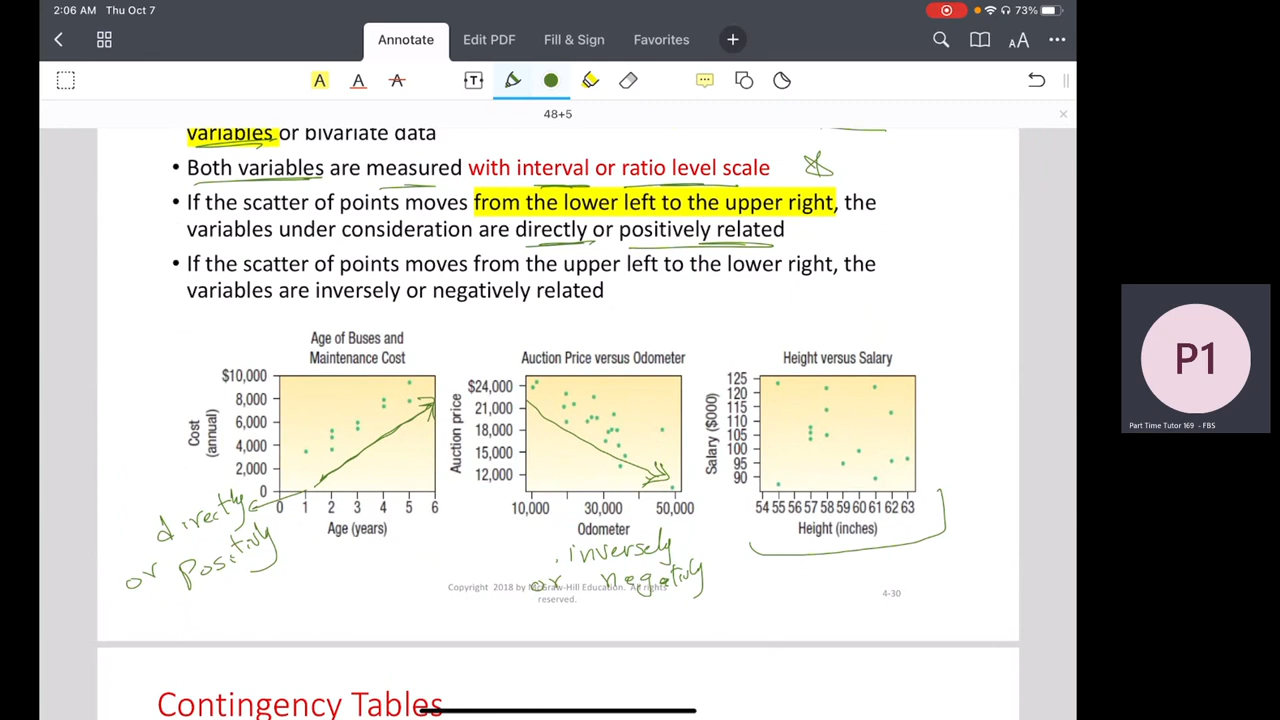 2:06 AM Thu Oct 7
73%
Annotate Edit PDF Fill & Sign Favorites
48+5
variables or bivariate data
• Both variables are measured with interval or ratio level scale
• If the scatter of points moves from the lower left to the upper right, the
variables under consideration are directly or positively related
• If the scatter of points moves from the upper left to the lower right, the
variables are inversely or negatively related
Age of Buses and
Maintenance Cost
$10,000
8,000
6,000
4,000
2,000
0
Cost
(annual)
0 1 2 3 4 5 6
Age (years)
Auction Price versus Odometer
$24,000
21,000
18,000
15,000
12,000
Auction price
10,000 30,000 50,000
Odometer
Height versus Salary
125
120
115
110
105
100
95
90
Salary ($000)
54 55 56 57 58 59 60 61 62 63
Height (inches)
directly
or positivly
inversely
or negativly
Copyright 2018 by McGraw-Hill Education. All rights
reserved.
4-30
Contingency Tables
P1
Part Time Tutor 169 - FBS